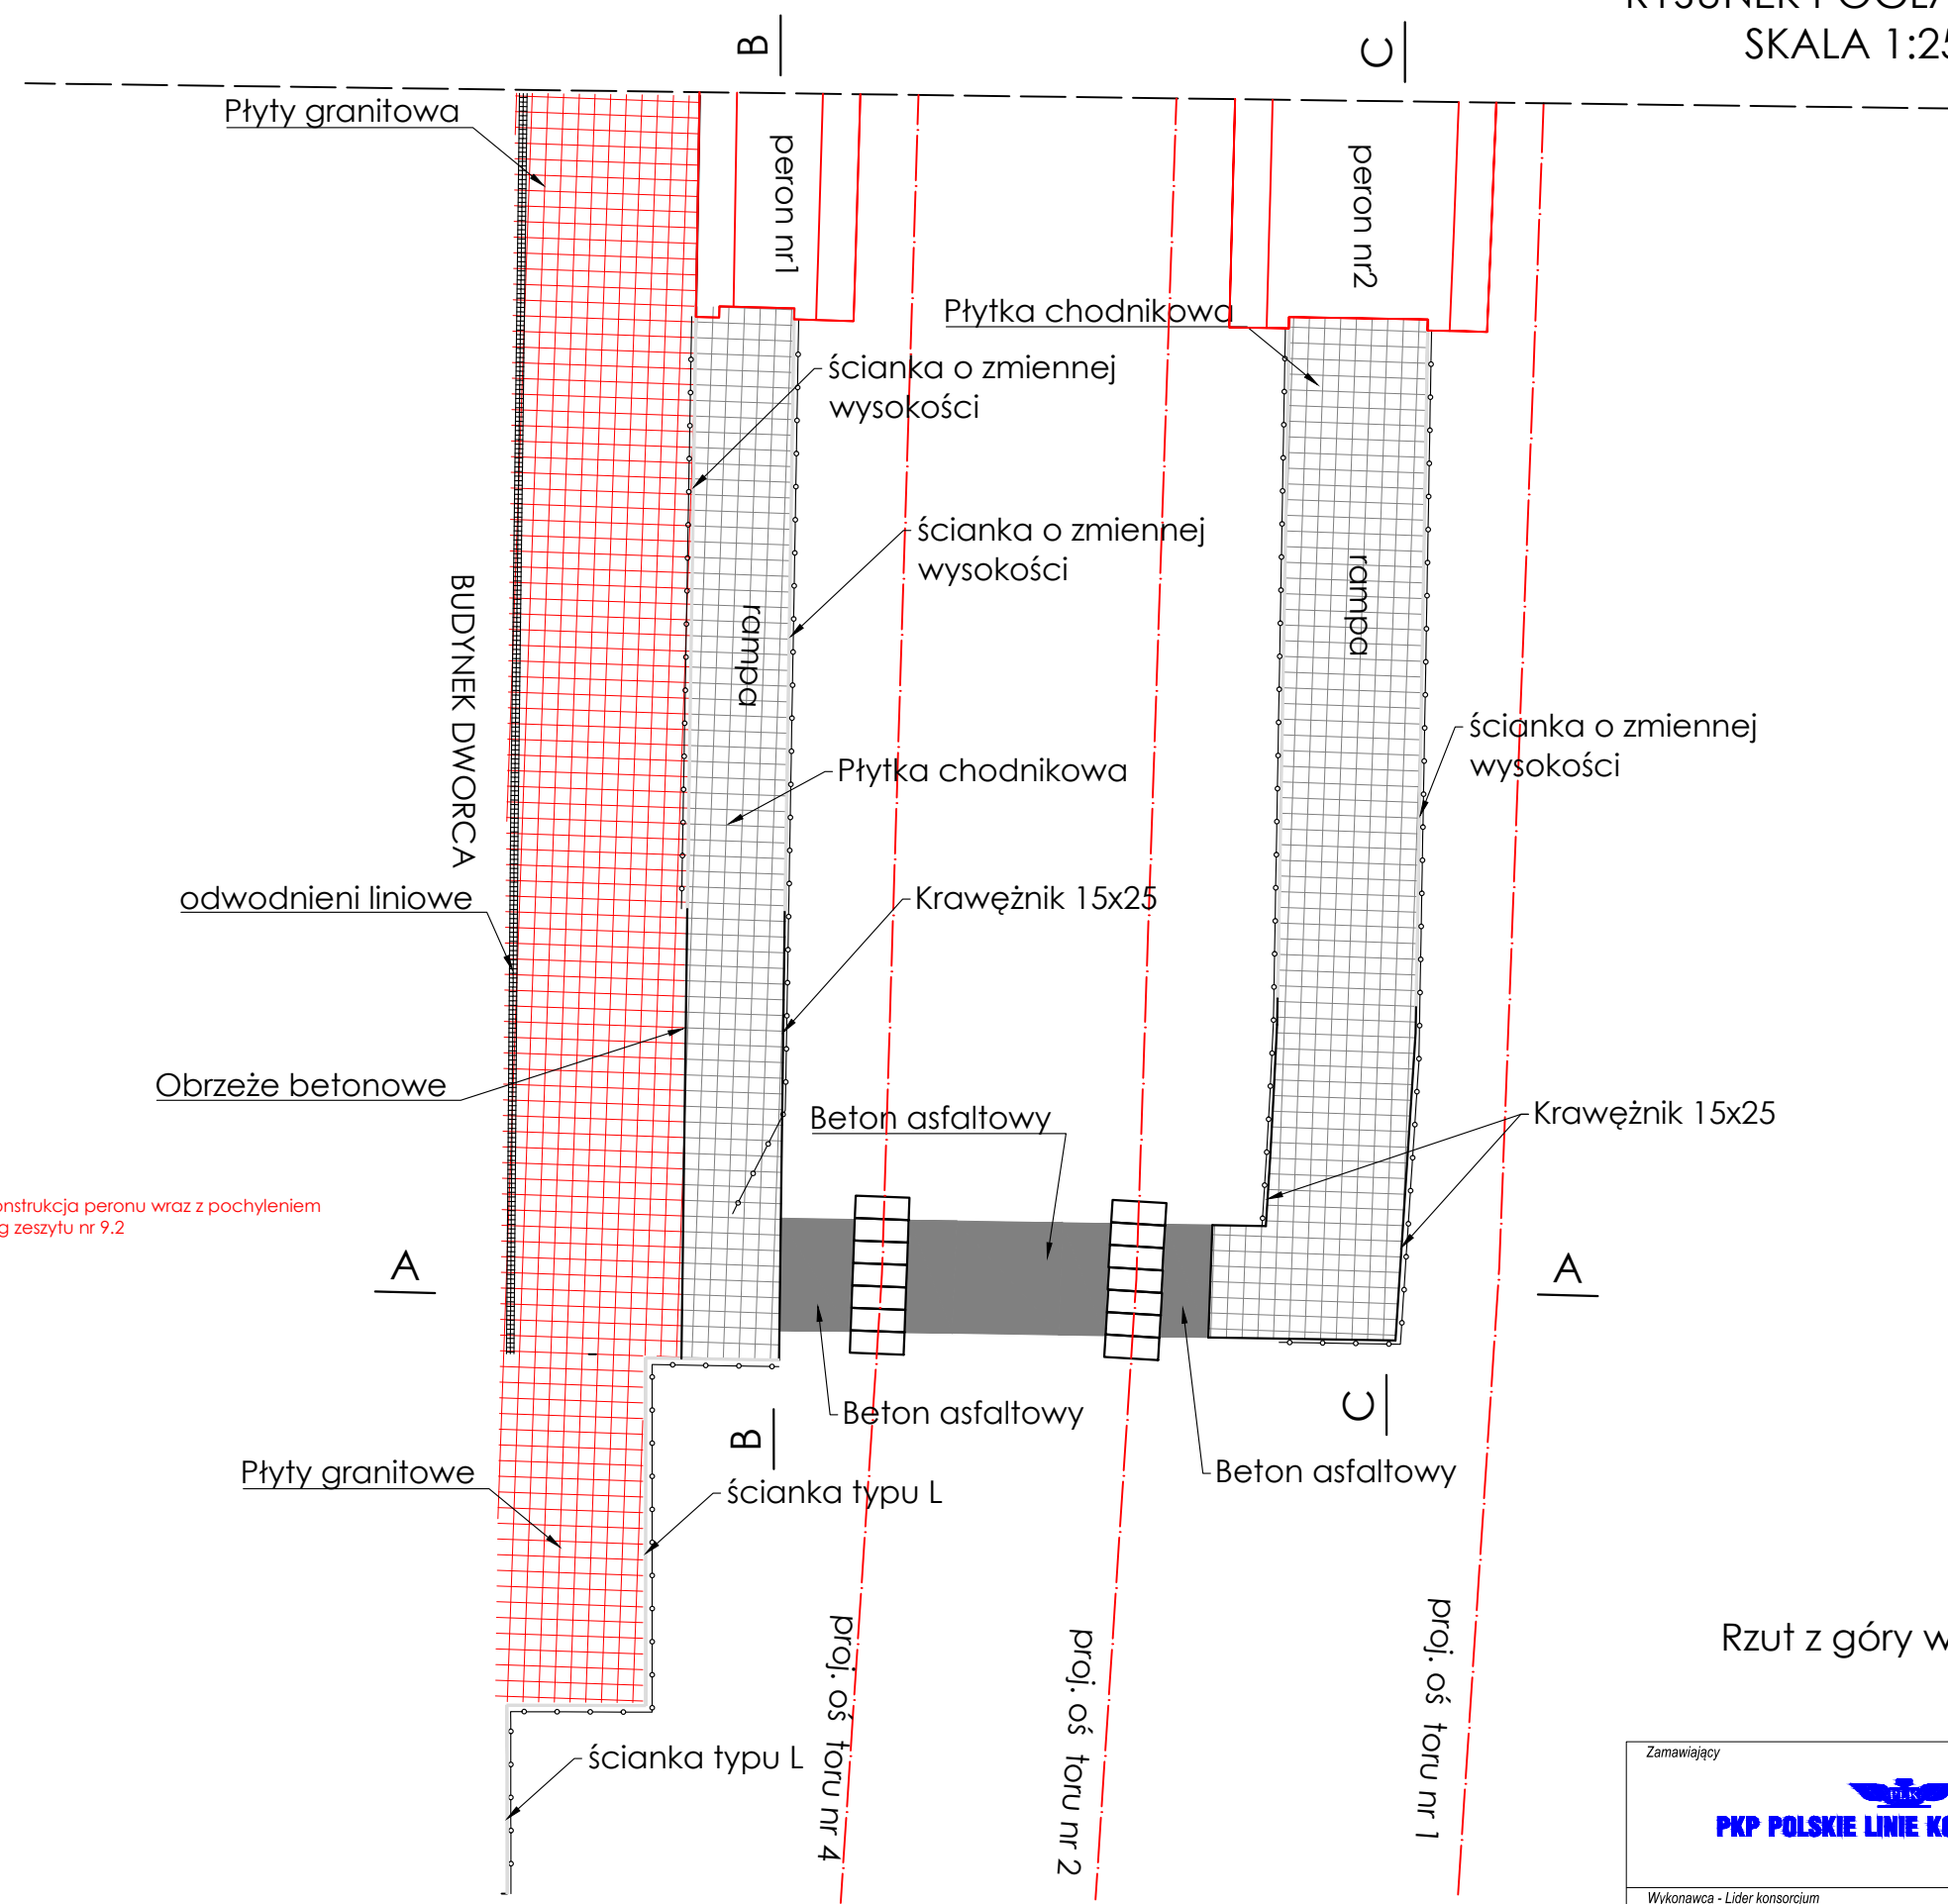 SKALA 1:25
B
C
Płyty granitowa
peron nr1
peron nr2
Płytka chodnikowa
ścianka o zmiennej
wysokości
ścianka o zmiennej
wysokości
rampa
rampa
BUDYNEK DWORCA
ścianka o zmiennej
wysokości
Płytka chodnikowa
odwodnieni liniowe
Krawężnik 15x25
Obrzeże betonowe
Beton asfaltowy
Krawężnik 15x25
onstrukcja peronu wraz z pochyleniem
g zeszytu nr 9.2
A
A
Beton asfaltowy
C
B
Płyty granitowe
Beton asfaltowy
ścianka typu L
proj. oś toru nr 4
proj. oś toru nr 2
proj. oś toru nr 1
Rzut z góry w
ścianka typu L
Zamawiający
PLK
PKP POLSKIE LINIE KO
Wykonawca - Lider konsorcjum